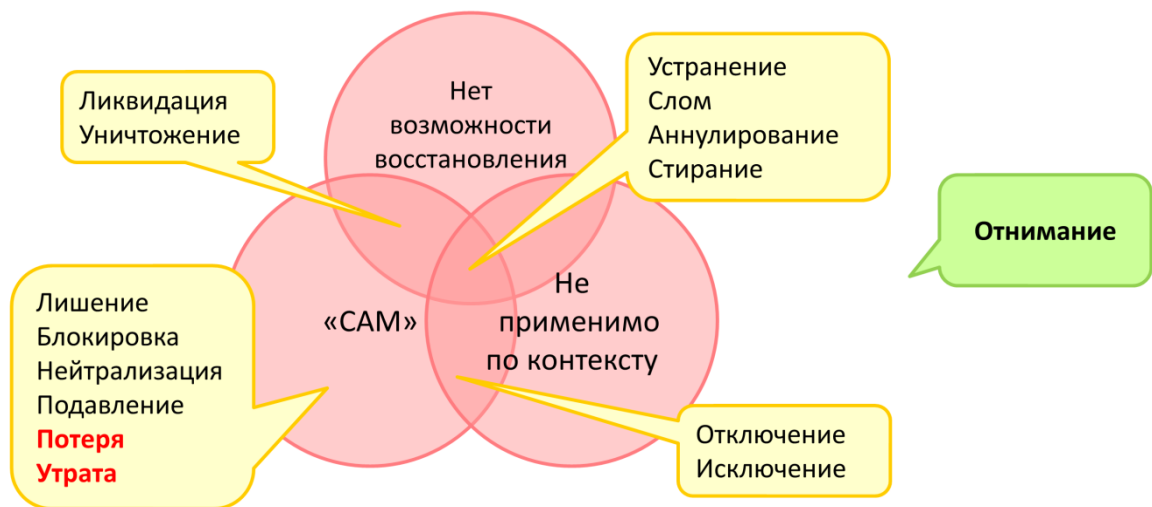 Ликвидация
Уничтожение
Нет
возможности
восстановления
Устранение
Слом
Аннулирование
Стирание
Отнимание
Лишение
Блокировка
Нейтрализация
Подавление
Потеря
Утрата
«САМ»
Не
применимо
по контексту
Отключение
Исключение